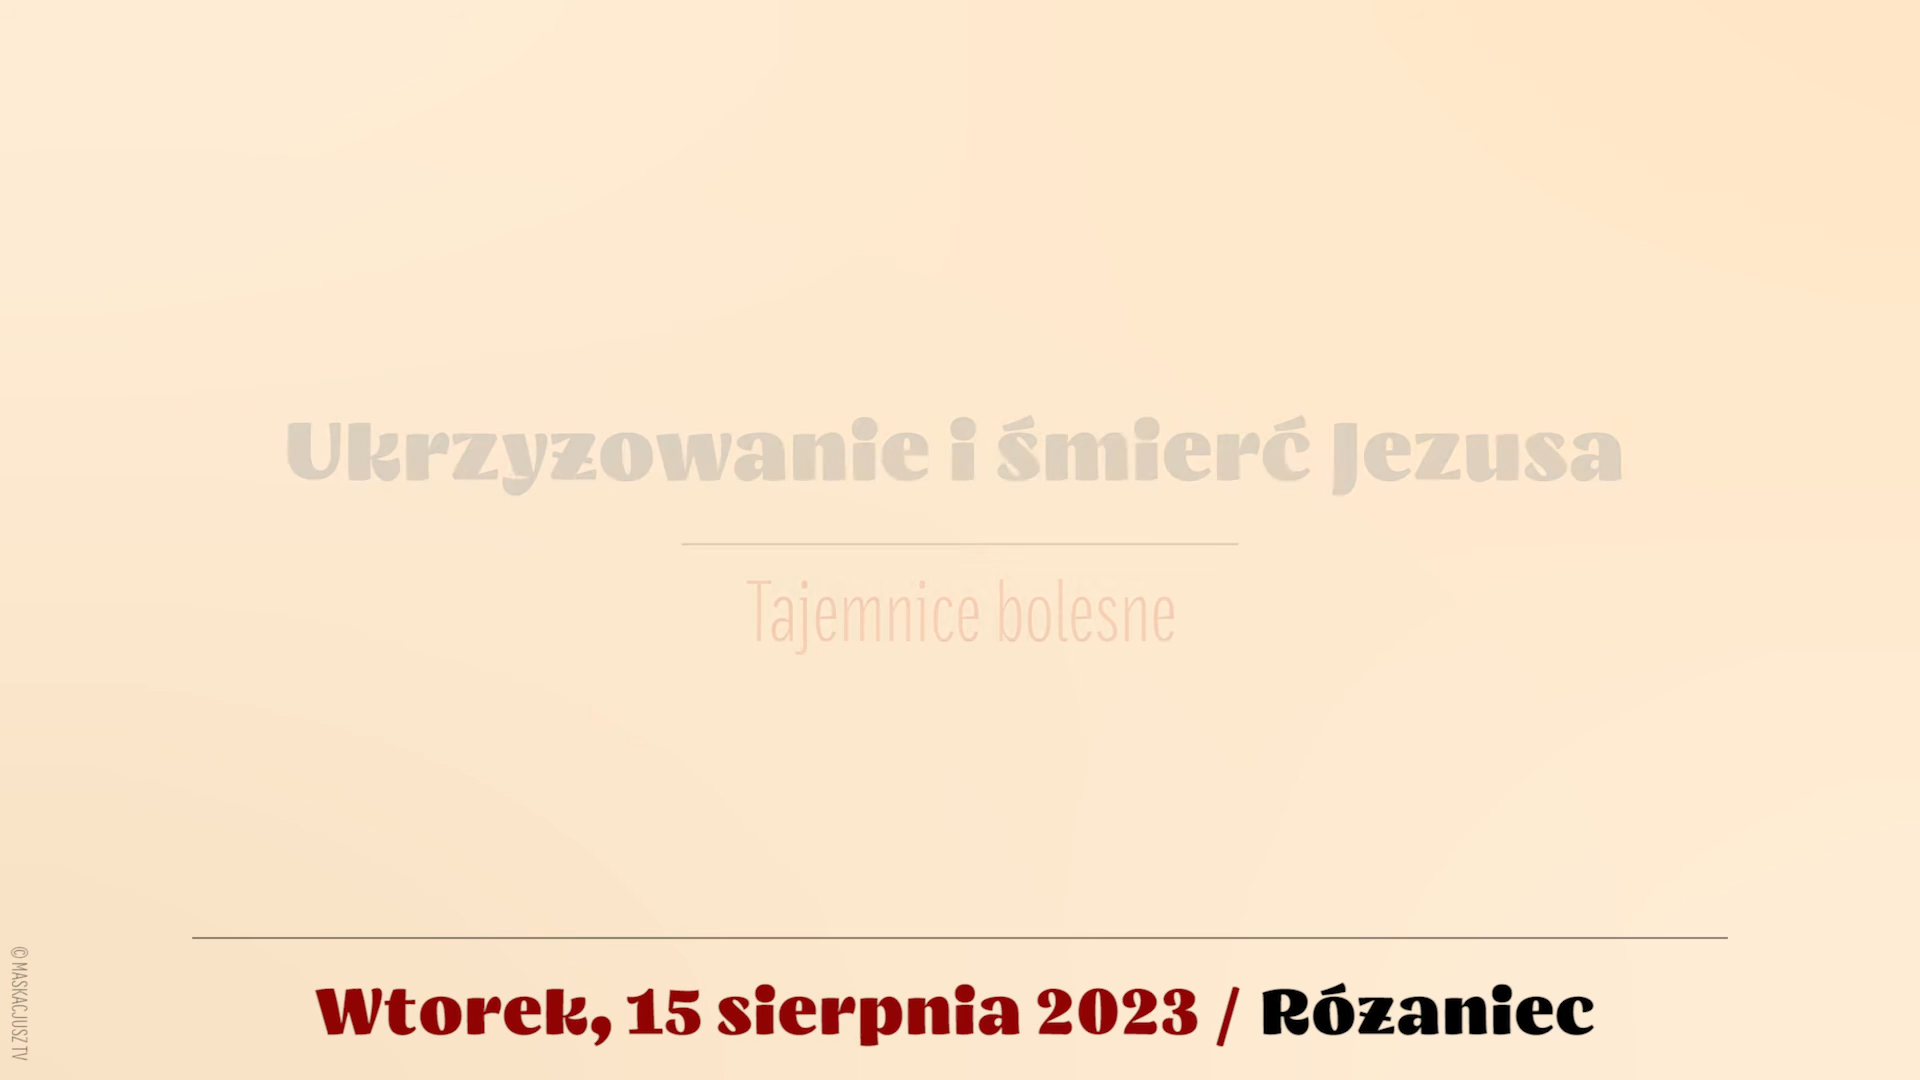 Ukrzyżowanie i śmierć Jezusa
Tajemnice bolesne
Wtorek, 15 sierpnia 2023 / Różaniec
© MASKACJUSZ TV